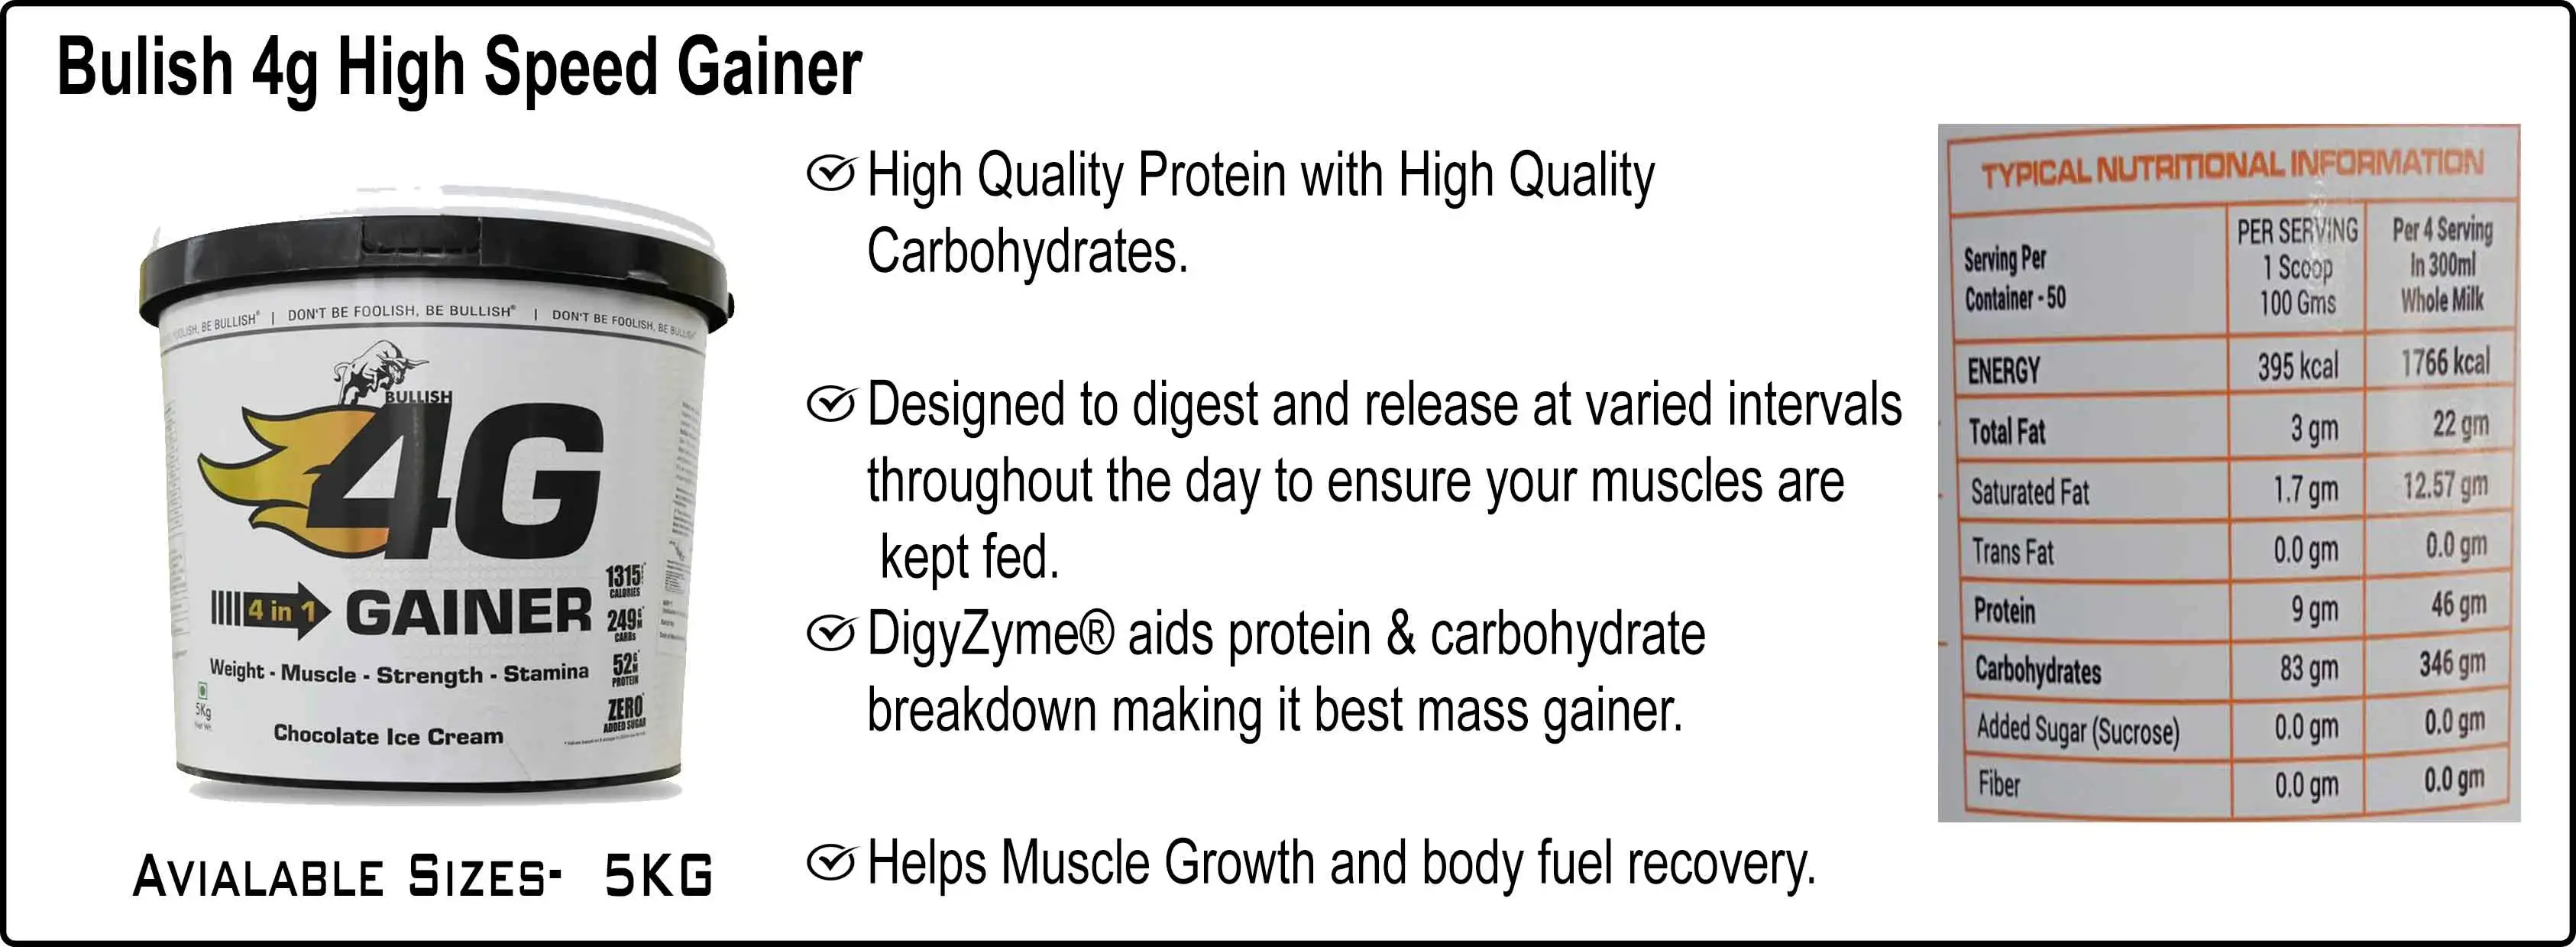 Bulish 4g High Speed Gainer
High Quality Protein with High Quality
Carbohydrates.
Designed to digest and release at varied intervals
throughout the day to ensure your muscles are
kept fed.
DigyZyme® aids protein & carbohydrate
breakdown making it best mass gainer.
Helps Muscle Growth and body fuel recovery.
BE BULLISH® | DON'T BE FOOLISH, BE BULLISH® | DON'T BE FOOLISH, BE BULLISH
BULLISH
4G
4 in 1 GAINER
1315 CALORIES
249 GM CARBs
52 GM PROTEIN
ZERO ADDED SUGAR
Weight - Muscle - Strength - Stamina
5Kg
Net Wt.
Chocolate Ice Cream
AVIALABLE SIZES- 5KG
TYPICAL NUTRITIONAL INFORMATION
Serving Per Container - 50 PER SERVING 1 Scoop 100 Gms Per 4 Serving In 300ml Whole Milk
ENERGY 395 kcal 1766 kcal
Total Fat 3 gm 22 gm
Saturated Fat 1.7 gm 12.57 gm
Trans Fat 0.0 gm 0.0 gm
Protein 9 gm 46 gm
Carbohydrates 83 gm 346 gm
Added Sugar (Sucrose) 0.0 gm 0.0 gm
Fiber 0.0 gm 0.0 gm